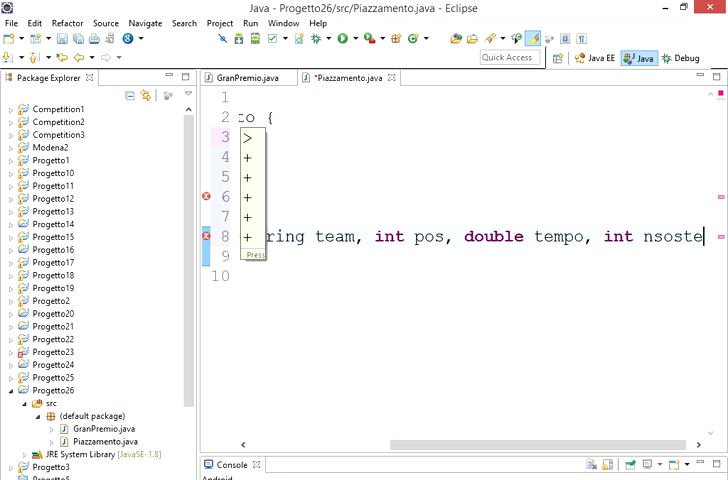 Java - Progetto26/src/Piazzamento.java - Eclipse
File Edit Refactor Source Navigate Search Project Run Window Help
Quick Access
Java EE
Java
Debug
Package Explorer
GranPremio.java
*Piazzamento.java
Competition1
Competition2
Competition3
Modena2
Progetto1
Progetto10
Progetto11
Progetto12
Progetto13
Progetto14
Progetto15
Progetto16
Progetto17
Progetto18
Progetto19
Progetto2
Progetto20
Progetto21
Progetto22
Progetto23
Progetto24
Progetto25
Progetto26
src
(default package)
GranPremio.java
Piazzamento.java
JRE System Library [JavaSE-1.8]
Progetto3
1
2 to {
3 >
4 +
5 +
6 +
7 +
8 + ring team, int pos, double tempo, int nsoste
9 Press
10
Console